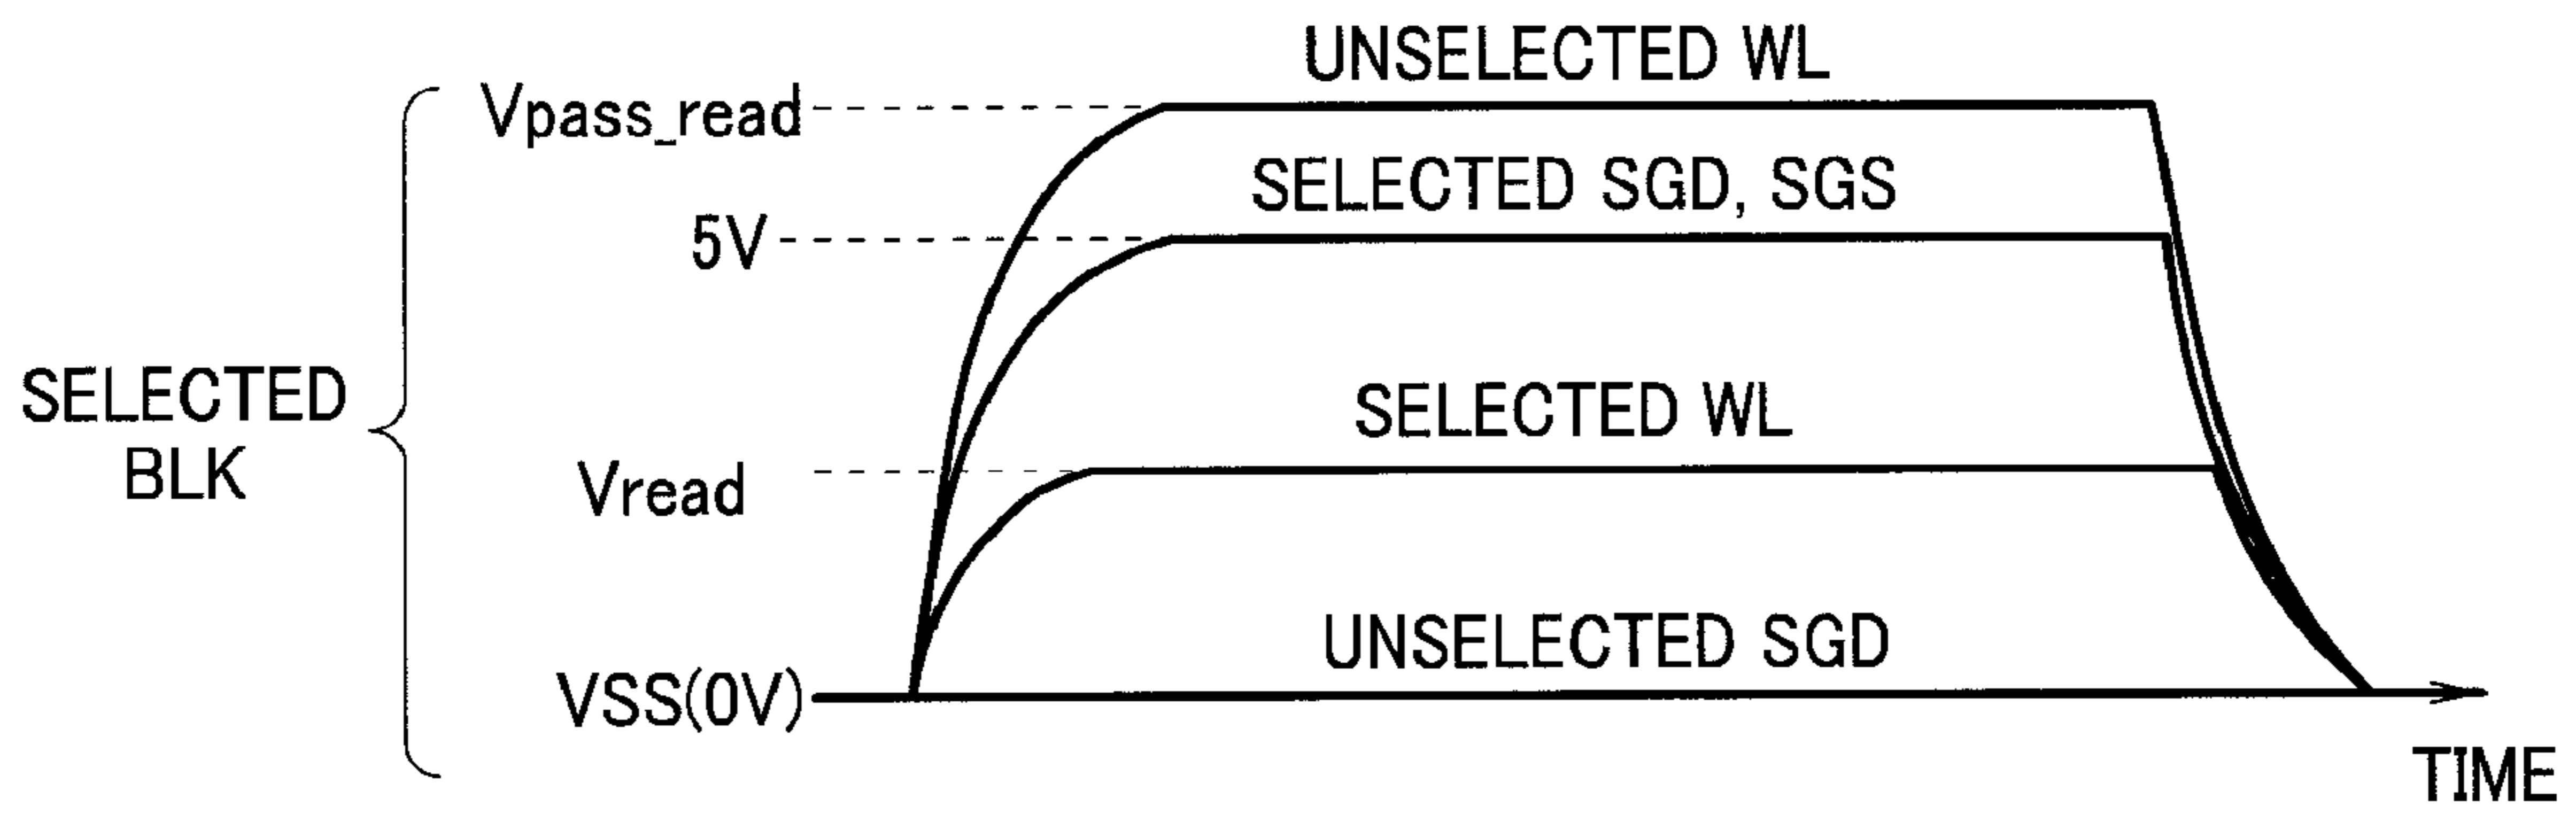 UNSELECTED WL
Vpass_read
SELECTED SGD, SGS
5V
SELECTED
BLK
SELECTED WL
Vread
UNSELECTED SGD
VSS(0V)
TIME